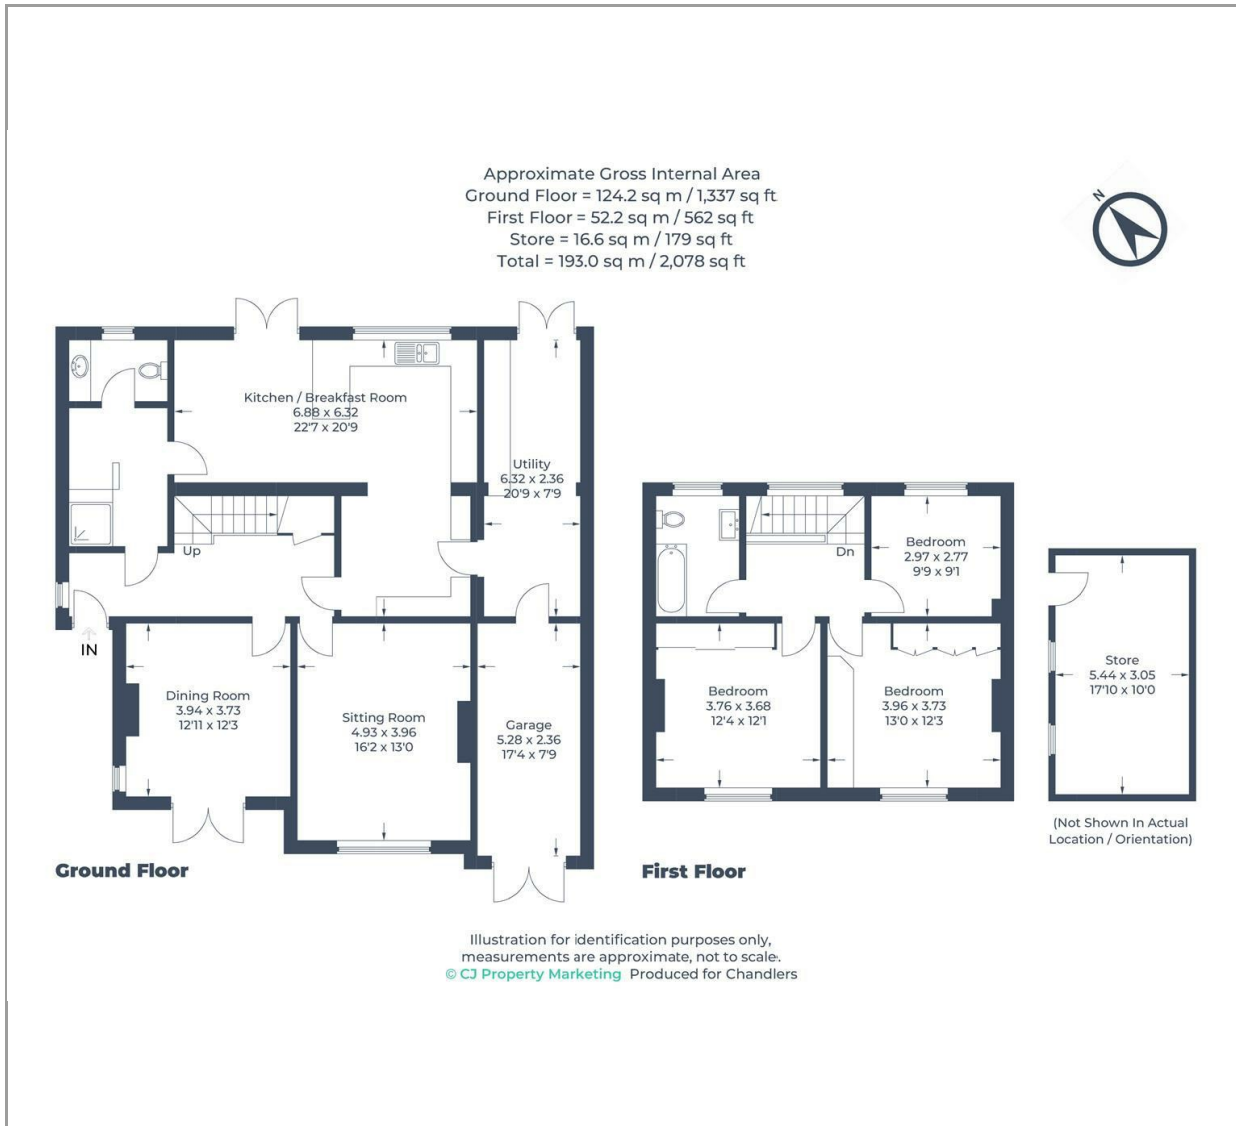 Approximate Gross Internal Area
Ground Floor = 124.2 sq m / 1,337 sq ft
First Floor = 52.2 sq m / 562 sq ft
Store = 16.6 sq m / 179 sq ft
Total = 193.0 sq m / 2,078 sq ft
N
Kitchen / Breakfast Room
6.88 x 6.32
22'7 x 20'9
Utility
6.32 x 2.36
20'9 x 7'9
Up
IN
Dining Room
3.94 x 3.73
12'11 x 12'3
Sitting Room
4.93 x 3.96
16'2 x 13'0
Garage
5.28 x 2.36
17'4 x 7'9
Ground Floor
Dn
Bedroom
2.97 x 2.77
9'9 x 9'1
Bedroom
3.76 x 3.68
12'4 x 12'1
Bedroom
3.96 x 3.73
13'0 x 12'3
First Floor
Store
5.44 x 3.05
17'10 x 10'0
(Not Shown In Actual
Location / Orientation)
Illustration for identification purposes only,
measurements are approximate, not to scale.
© CJ Property Marketing Produced for Chandlers